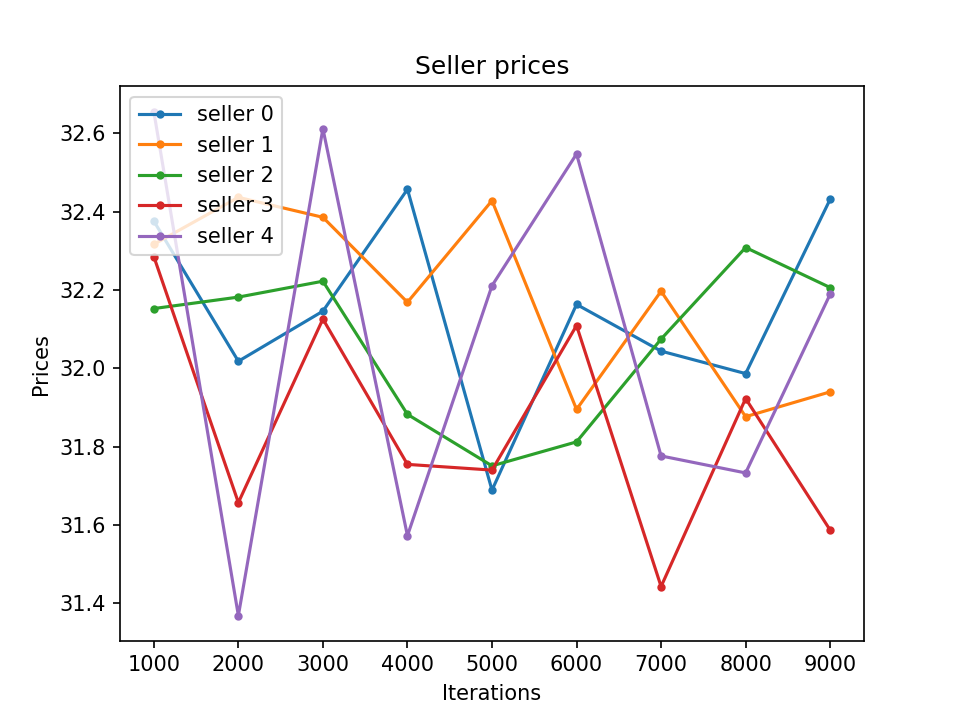 Seller prices
seller 0
seller 1
seller 2
seller 3
seller 4
32.6
32.4
32.2
32.0
31.8
31.6
31.4
Prices
1000 2000 3000 4000 5000 6000 7000 8000 9000
Iterations